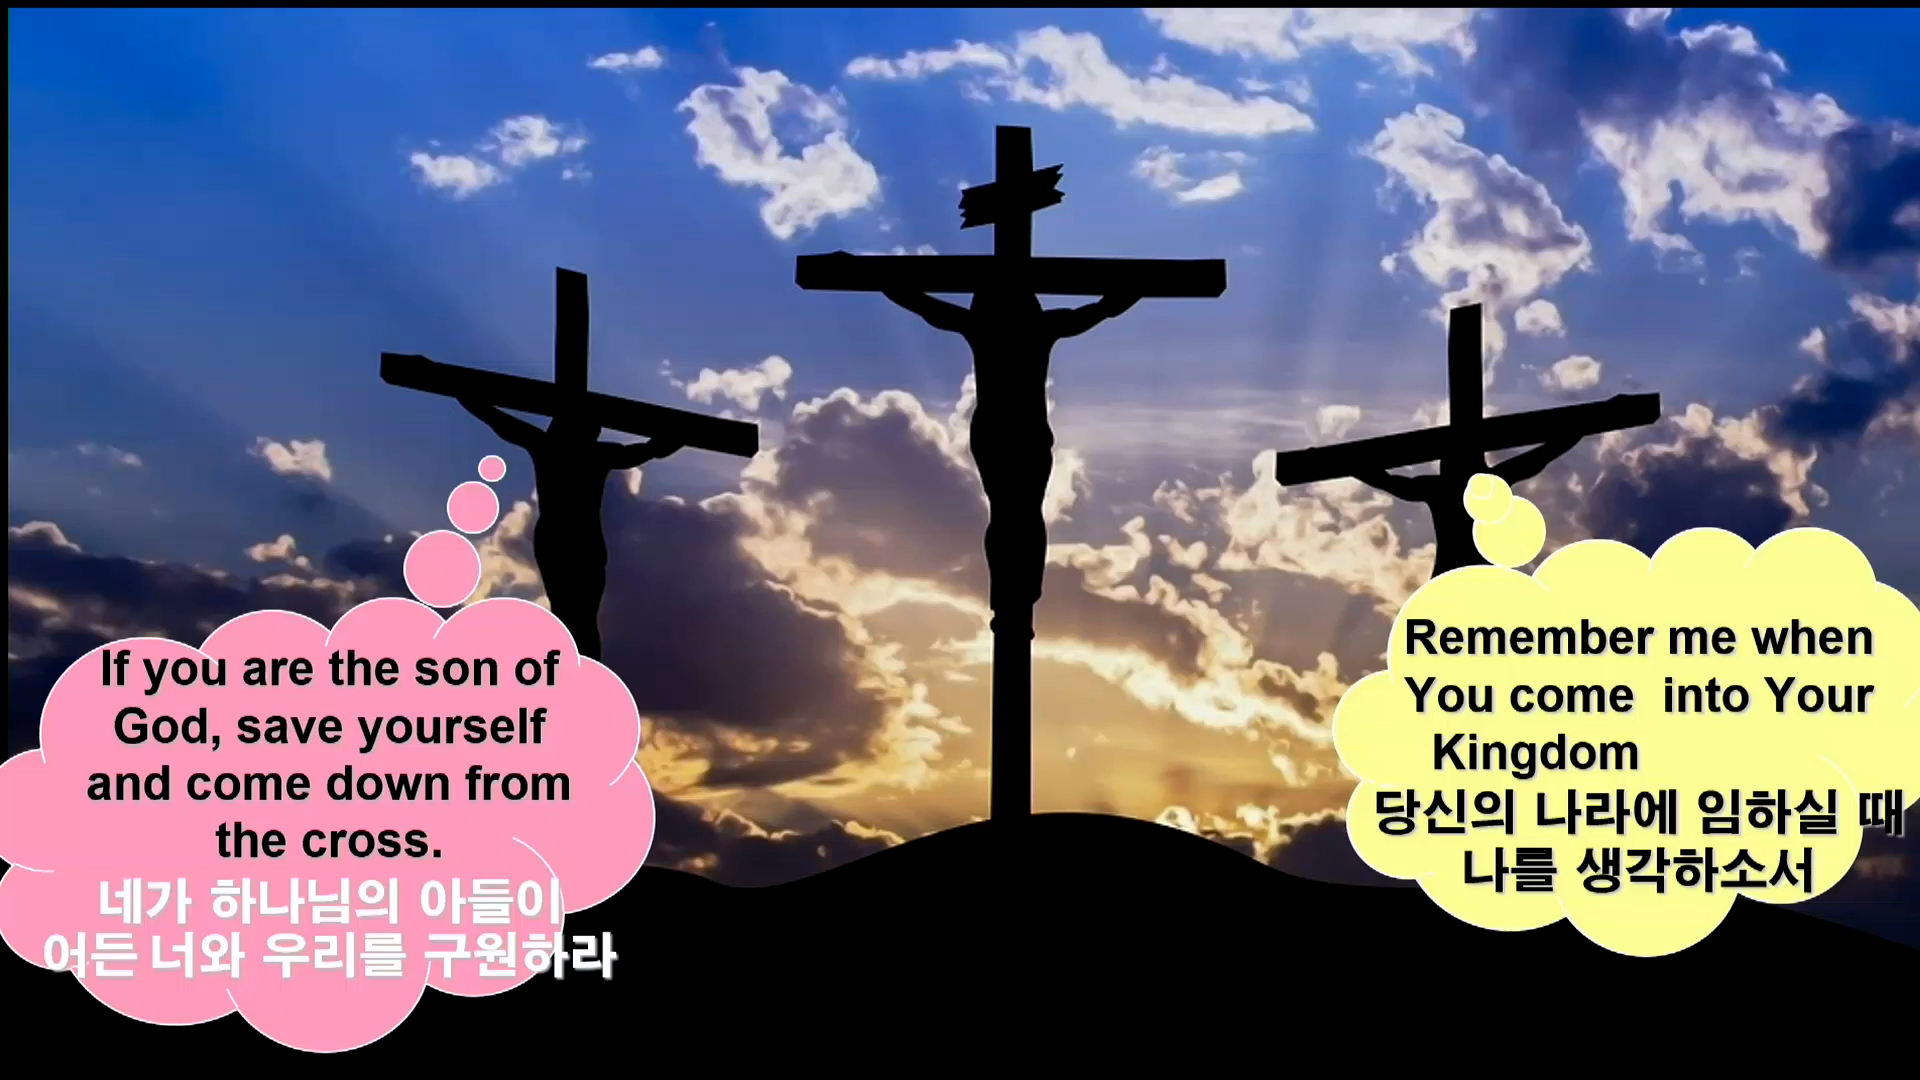 If you are the son of
God, save yourself
and come down from
the cross.
네가 하나님의 아들이
어든 너와 우리를 구원하라
Remember me when
You come into Your
Kingdom
당신의 나라에 임하실 때
나를 생각하소서